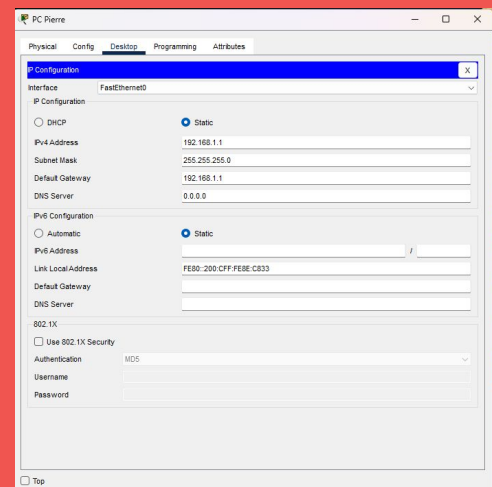 PC Pierre
Physical Config Desktop Programming Attributes
IP Configuration X
Interface FastEthernet0
IP Configuration
DHCP Static
IPv4 Address 192.168.1.1
Subnet Mask 255.255.255.0
Default Gateway 192.168.1.1
DNS Server 0.0.0.0
IPv6 Configuration
Automatic Static
IPv6 Address /
Link Local Address FE80::200:CFF:FE8E:C833
Default Gateway
DNS Server
802.1X
Use 802.1X Security
Authentication MD5
Username
Password
Top